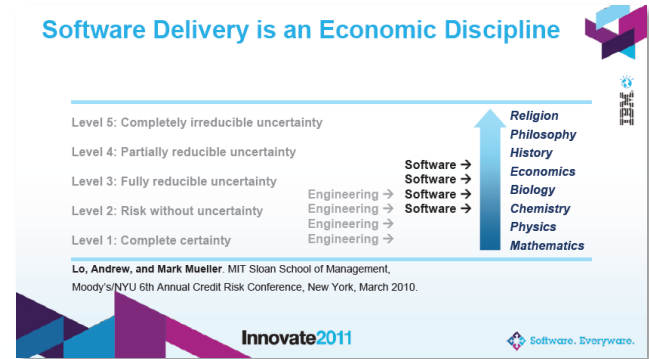 Software Delivery is an Economic Discipline
IBM
Level 5: Completely irreducible uncertainty
Level 4: Partially reducible uncertainty
Level 3: Fully reducible uncertainty
Level 2: Risk without uncertainty
Level 1: Complete certainty
Engineering →
Engineering →
Engineering →
Engineering →
Software →
Software →
Software →
Software →
Religion
Philosophy
History
Economics
Biology
Chemistry
Physics
Mathematics
Lo, Andrew, and Mark Mueller. MIT Sloan School of Management,
Moody's/NYU 6th Annual Credit Risk Conference, New York, March 2010.
Innovate2011
Software. Everyware.